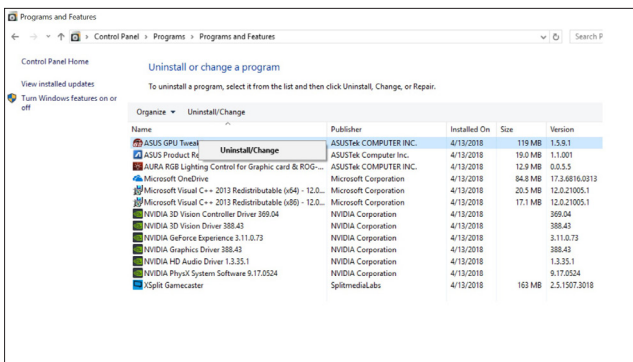 Programs and Features
Control Panel > Programs > Programs and Features
Search P
Control Panel Home
View installed updates
Turn Windows features on or
off
Uninstall or change a program
To uninstall a program, select it from the list and then click Uninstall, Change, or Repair.
Organize Uninstall/Change
Name Publisher Installed On Size Version
ASUS GPU Tweak ASUSTek COMPUTER INC. 4/13/2018 119 MB 1.5.9.1
Uninstall/Change
ASUS Product Re ASUSTek Computer Inc. 4/13/2018 19.0 MB 1.1.001
AURA RGB Lighting Control for Graphic card & ROG-... ASUSTek COMPUTER INC. 4/13/2018 12.9 MB 0.0.5.5
Microsoft OneDrive Microsoft Corporation 4/13/2018 84.8 MB 17.3.6816.0313
Microsoft Visual C++ 2013 Redistributable (x64) - 12.0... Microsoft Corporation 4/13/2018 20.5 MB 12.0.21005.1
Microsoft Visual C++ 2013 Redistributable (x86) - 12.0... Microsoft Corporation 4/13/2018 17.1 MB 12.0.21005.1
NVIDIA 3D Vision Controller Driver 369.04 NVIDIA Corporation 4/13/2018 369.04
NVIDIA 3D Vision Driver 388.43 NVIDIA Corporation 4/13/2018 388.43
NVIDIA GeForce Experience 3.11.0.73 NVIDIA Corporation 4/13/2018 3.11.0.73
NVIDIA Graphics Driver 388.43 NVIDIA Corporation 4/13/2018 388.43
NVIDIA HD Audio Driver 1.3.35.1 NVIDIA Corporation 4/13/2018 1.3.35.1
NVIDIA PhysX System Software 9.17.0524 NVIDIA Corporation 4/13/2018 9.17.0524
XSplit Gamecaster SplitmediaLabs 4/13/2018 163 MB 2.5.1507.3018